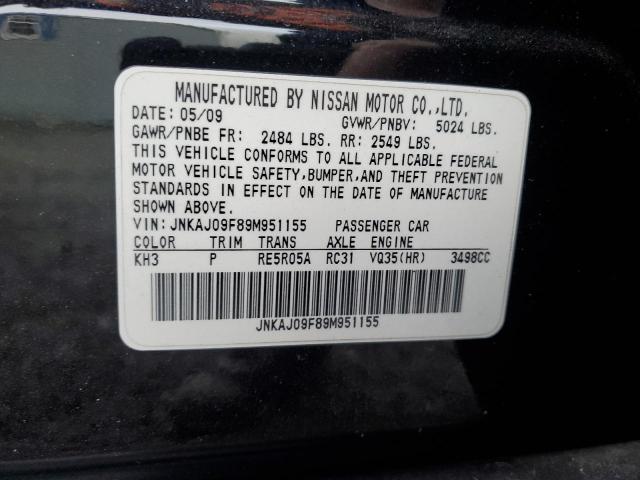 MANUFACTURED BY NISSAN MOTOR CO.,LTD.
DATE: 05/09 GVWR/PNBV: 5024 LBS.
GAWR/PNBE FR: 2484 LBS. RR: 2549 LBS.
THIS VEHICLE CONFORMS TO ALL APPLICABLE FEDERAL
MOTOR VEHICLE SAFETY,BUMPER,AND THEFT PREVENTION
STANDARDS IN EFFECT ON THE DATE OF MANUFACTURE
SHOWN ABOVE.
VIN: JNKAJ09F89M951155 PASSENGER CAR
COLOR TRIM TRANS AXLE ENGINE
KH3 P RE5R05A RC31 VQ35(HR) 3498CC
JNKAJ09F89M951155